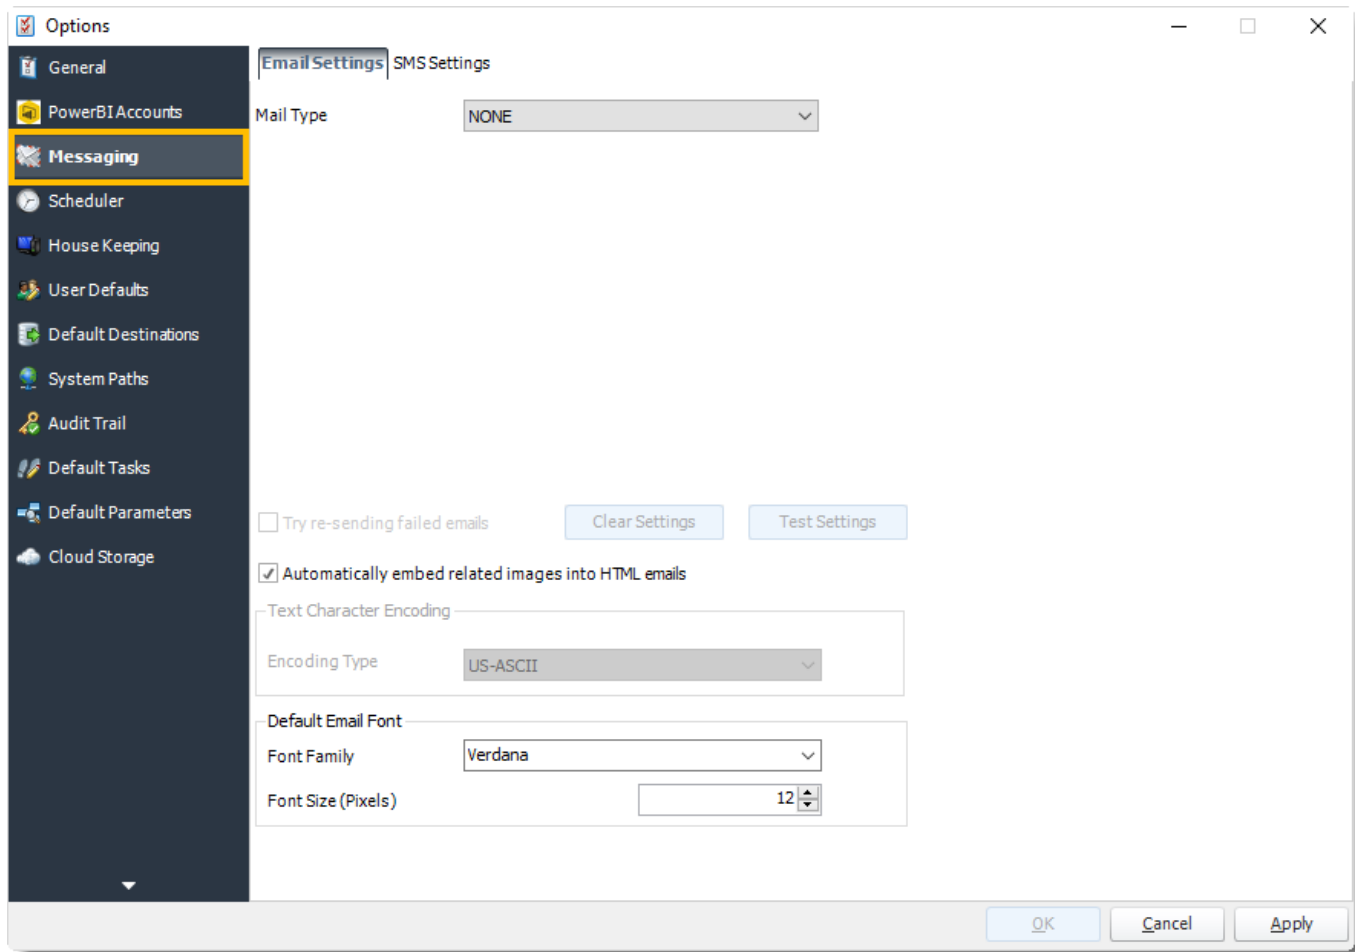 Options
General
PowerBI Accounts
Messaging
Scheduler
House Keeping
User Defaults
Default Destinations
System Paths
Audit Trail
Default Tasks
Default Parameters
Cloud Storage
Email Settings SMS Settings
Mail Type NONE
Try re-sending failed emails Clear Settings Test Settings
Automatically embed related images into HTML emails
Text Character Encoding
Encoding Type US-ASCII
Default Email Font
Font Family Verdana
Font Size (Pixels) 12
OK Cancel Apply